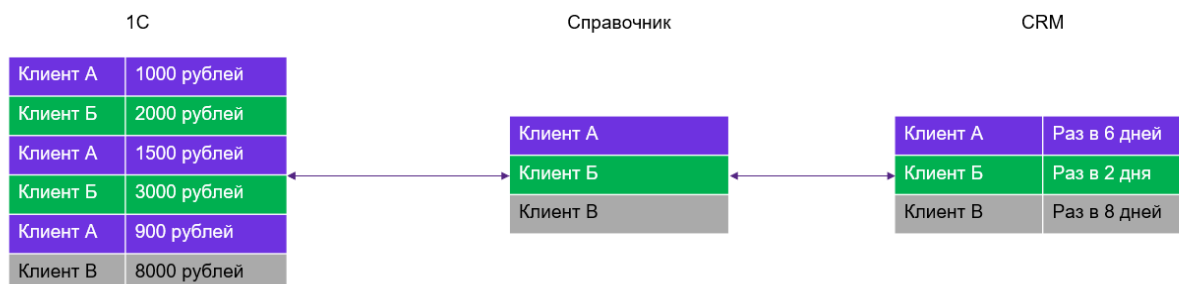 1С
Справочник
CRM
Клиент А 1000 рублей
Клиент Б 2000 рублей
Клиент А 1500 рублей
Клиент Б 3000 рублей
Клиент А 900 рублей
Клиент В 8000 рублей
Клиент А
Клиент Б
Клиент В
Клиент А Раз в 6 дней
Клиент Б Раз в 2 дня
Клиент В Раз в 8 дней